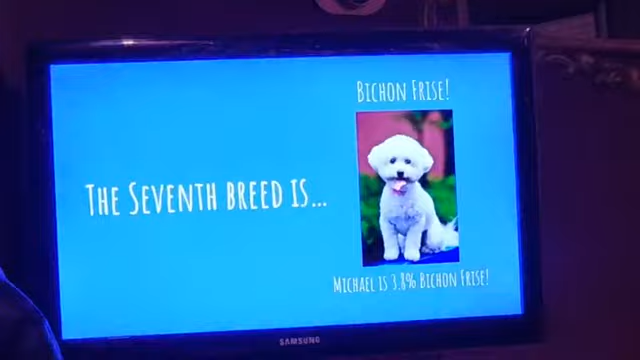 Bichon Frise!
The Seventh breed is...
Michael is 3.8% Bichon Frise!
SAMSUNG